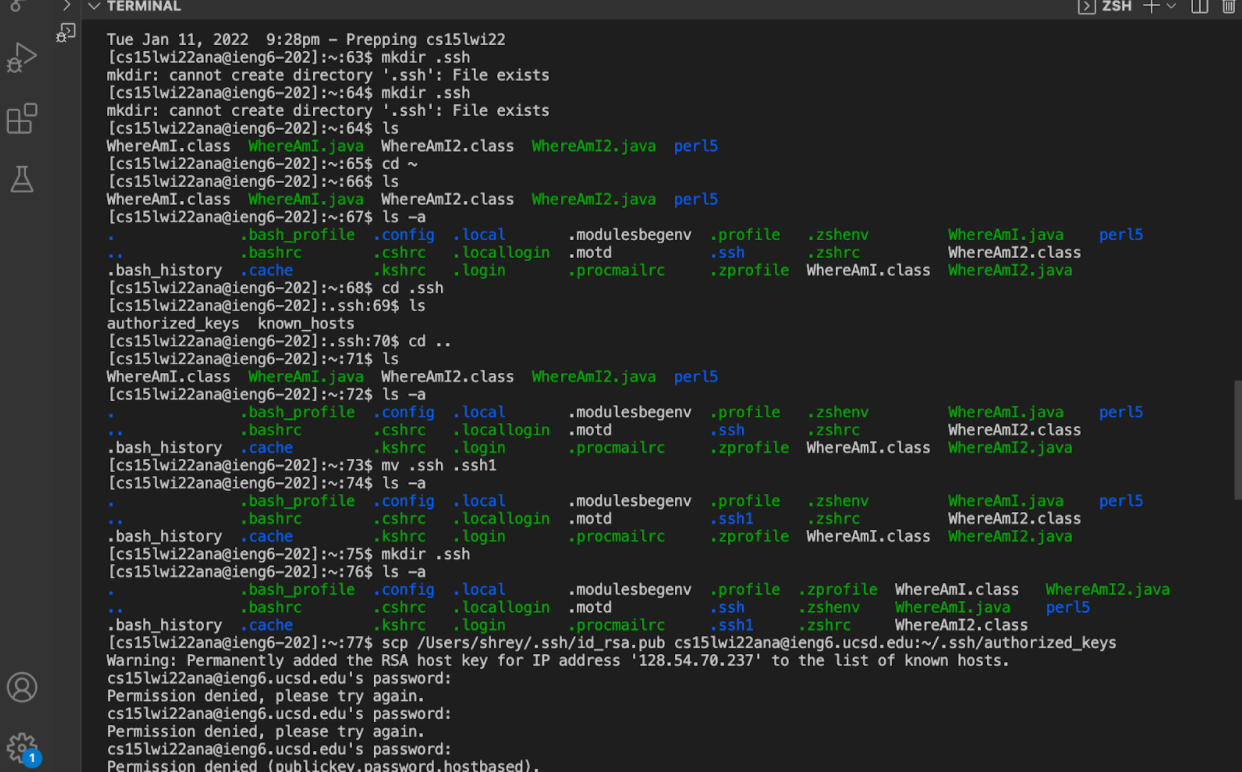 TERMINAL
ZSH
Tue Jan 11, 2022  9:28pm - Prepping cs15lwi22
[cs15lwi22ana@ieng6-202]:~:63$ mkdir .ssh
mkdir: cannot create directory '.ssh': File exists
[cs15lwi22ana@ieng6-202]:~:64$ mkdir .ssh
mkdir: cannot create directory '.ssh': File exists
[cs15lwi22ana@ieng6-202]:~:64$ ls
WhereAmI.class  WhereAmI.java  WhereAmI2.class  WhereAmI2.java  perl5
[cs15lwi22ana@ieng6-202]:~:65$ cd ~
[cs15lwi22ana@ieng6-202]:~:66$ ls
WhereAmI.class  WhereAmI.java  WhereAmI2.class  WhereAmI2.java  perl5
[cs15lwi22ana@ieng6-202]:~:67$ ls -a
.  .bash_profile  .config  .local  .modulesbegenv  .profile  .zshenv  WhereAmI.java  perl5
..  .bashrc  .cshrc  .locallogin  .motd  .ssh  .zshrc  WhereAmI2.class
.bash_history  .cache  .kshrc  .login  .procmailrc  .zprofile  WhereAmI.class  WhereAmI2.java
[cs15lwi22ana@ieng6-202]:~:68$ cd .ssh
[cs15lwi22ana@ieng6-202]:.ssh:69$ ls
authorized_keys  known_hosts
[cs15lwi22ana@ieng6-202]:.ssh:70$ cd ..
[cs15lwi22ana@ieng6-202]:~:71$ ls
WhereAmI.class  WhereAmI.java  WhereAmI2.class  WhereAmI2.java  perl5
[cs15lwi22ana@ieng6-202]:~:72$ ls -a
.  .bash_profile  .config  .local  .modulesbegenv  .profile  .zshenv  WhereAmI.java  perl5
..  .bashrc  .cshrc  .locallogin  .motd  .ssh  .zshrc  WhereAmI2.class
.bash_history  .cache  .kshrc  .login  .procmailrc  .zprofile  WhereAmI.class  WhereAmI2.java
[cs15lwi22ana@ieng6-202]:~:73$ mv .ssh .ssh1
[cs15lwi22ana@ieng6-202]:~:74$ ls -a
.  .bash_profile  .config  .local  .modulesbegenv  .profile  .zshenv  WhereAmI.java  perl5
..  .bashrc  .cshrc  .locallogin  .motd  .ssh1  .zshrc  WhereAmI2.class
.bash_history  .cache  .kshrc  .login  .procmailrc  .zprofile  WhereAmI.class  WhereAmI2.java
[cs15lwi22ana@ieng6-202]:~:75$ mkdir .ssh
[cs15lwi22ana@ieng6-202]:~:76$ ls -a
.  .bash_profile  .config  .local  .modulesbegenv  .profile  .zprofile  WhereAmI.class  WhereAmI2.java
..  .bashrc  .cshrc  .locallogin  .motd  .ssh  .zshenv  WhereAmI.java  perl5
.bash_history  .cache  .kshrc  .login  .procmailrc  .ssh1  .zshrc  WhereAmI2.class
[cs15lwi22ana@ieng6-202]:~:77$ scp /Users/shrey/.ssh/id_rsa.pub cs15lwi22ana@ieng6.ucsd.edu:~/.ssh/authorized_keys
Warning: Permanently added the RSA host key for IP address '128.54.70.237' to the list of known hosts.
cs15lwi22ana@ieng6.ucsd.edu's password:
Permission denied, please try again.
cs15lwi22ana@ieng6.ucsd.edu's password:
Permission denied, please try again.
cs15lwi22ana@ieng6.ucsd.edu's password:
Permission denied (publickey,password,hostbased).
1